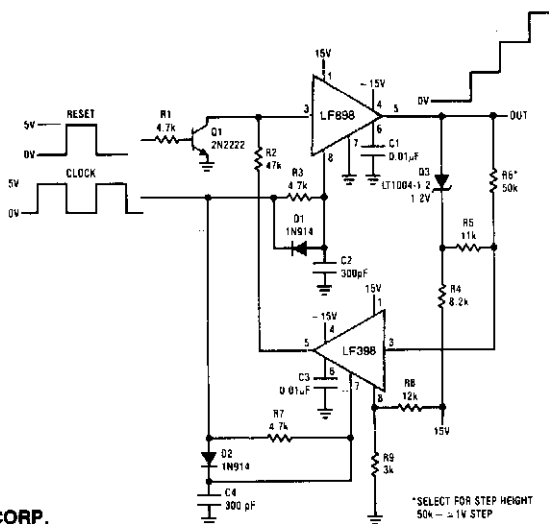 15V
1
-15V
4
0V
RESET
5V
0V
R1
4.7k
Q1
2N2222
3
LF898
5
OUT
6
7
8
C1
0.01µF
R2
47k
CLOCK
5V
0V
R3
4.7k
D1
1N914
C2
300pF
Q3
LT1004-1.2
1.2V
R6*
50k
R5
11k
R4
8.2k
15V
1
-15V
4
5
LF398
3
6
7
8
C3
0.01µF
R8
12k
15V
R7
4.7k
D2
1N914
R9
3k
C4
300 pF
*SELECT FOR STEP HEIGHT
50k — ≈ 1V STEP
CORP.